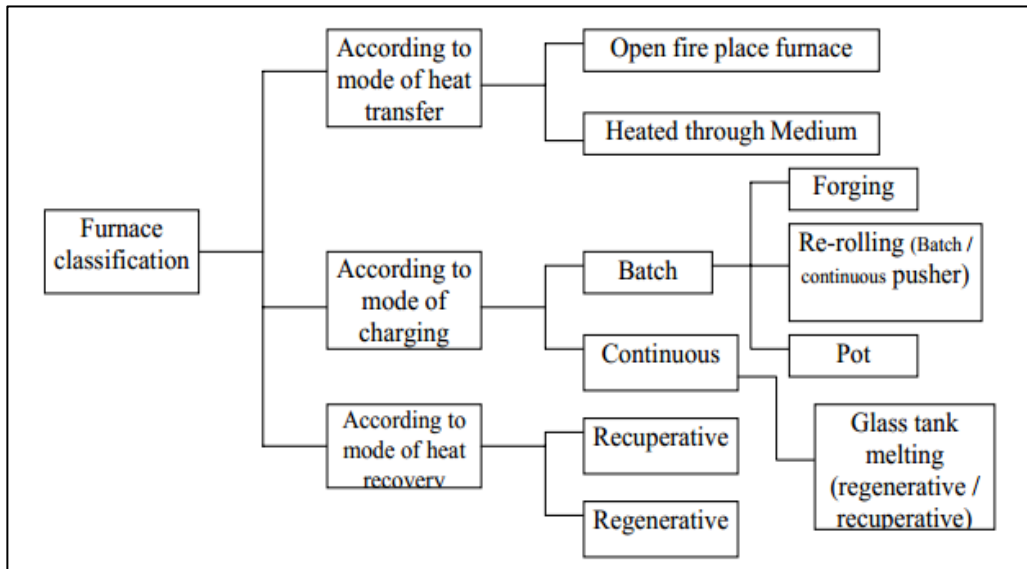 According to
mode of heat
transfer
Open fire place furnace
Heated through Medium
Furnace
classification
According to
mode of
charging
Batch
Continuous
Forging
Re-rolling (Batch /
continuous pusher)
Pot
Glass tank
melting
(regenerative /
recuperative)
According to
mode of heat
recovery
Recuperative
Regenerative